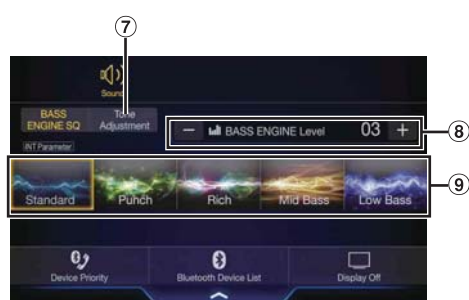 ⑦
Sound
BASS
ENGINE SQ
Tone
Adjustment
INT Parameter
− BASS ENGINE Level 03 +
⑧
Standard
Punch
Rich
Mid Bass
Low Bass
⑨
Device Priority
Bluetooth Device List
Display Off